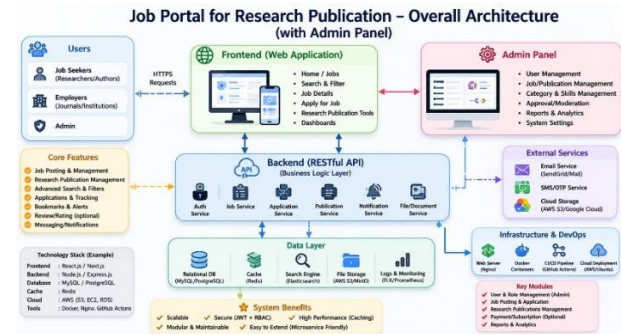 Job Portal for Research Publication – Overall Architecture
(with Admin Panel)
Users
Job Seekers
(Researchers/Authors)
Employers
(Journals/Institutions)
Admin
HTTPS
Requests
Frontend (Web Application)
• Home / Jobs
• Search & Filter
• Job Details
• Apply for Job
• Research Publication Tools
• Dashboards
Admin Panel
• User Management
• Job/Publication Management
• Category & Skills Management
• Approval/Moderation
• Reports & Analytics
• System Settings
Core Features
Job Posting & Management
Research Publication Management
Advanced Search & Filters
Applications & Tracking
Bookmarks & Alerts
Review/Rating (optional)
Messaging/Notifications
API
Backend (RESTful API)
(Business Logic Layer)
Auth
Service
Job Service
Application
Service
Publication
Service
Notification
Service
File/Document
Service
External Services
Email Service
(SendGrid/Mail)
SMS/OTP Service
Cloud Storage
(AWS S3/Google Cloud)
Data Layer
Relational DB
(MySQL/PostgreSQL)
Cache
(Redis)
Search Engine
(Elasticsearch)
File Storage
(AWS S3/MinIO)
Logs & Monitoring
Infrastructure & DevOps
Web Server
(Nginx)
Docker
Containers
CI/CD Pipeline
(GitHub Actions)
Cloud Deployment
(AWS/Ubuntu)
Technology Stack (Example)
Frontend : React.js / Next.js
Backend : Node.js / Express.js
Database : MySQL / PostgreSQL
Cache : Redis
Cloud : AWS (S3, EC2, RDS)
Tools : Docker, Nginx, GitHub Actions
System Benefits
Scalable
Secure (JWT + RBAC)
High Performance (Caching)
Modular & Maintainable
Easy to Extend (Microservice Friendly)
Key Modules
User & Role Management (Admin)
Job Posting & Application
Research Publications Management
Payment/Subscription (Optional)
Reports & Analytics